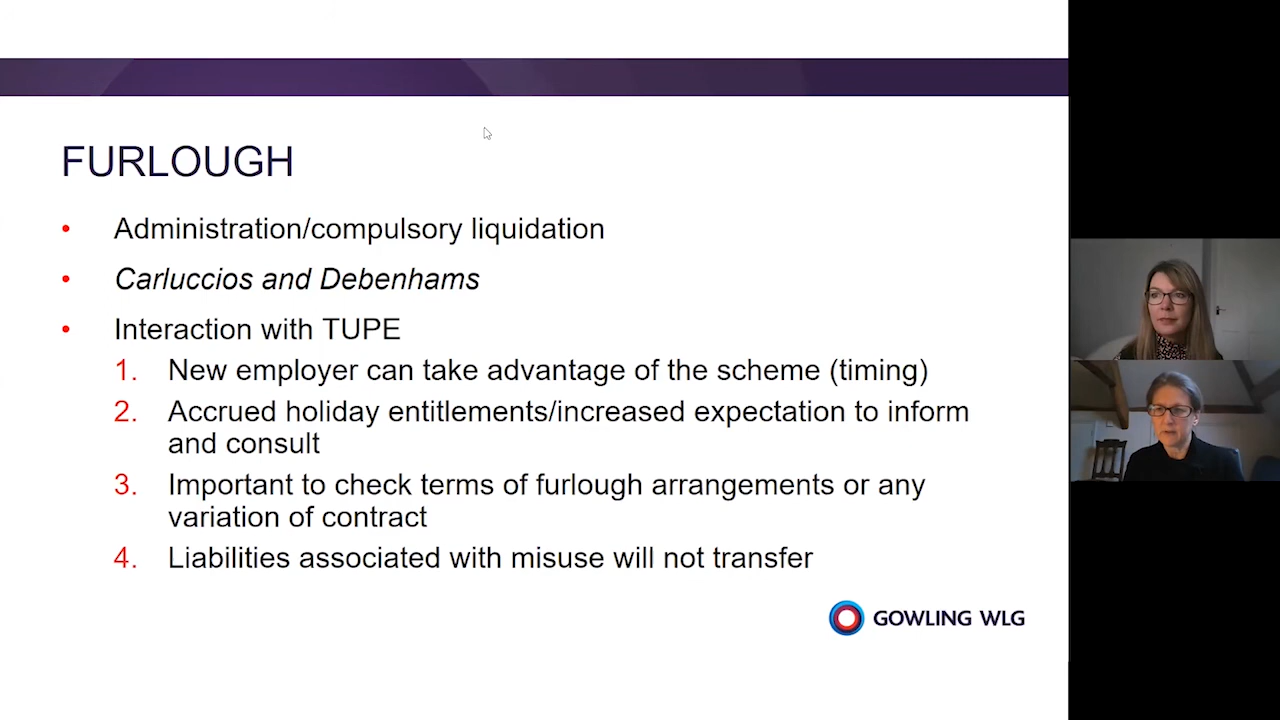 FURLOUGH
• Administration/compulsory liquidation
• Carluccios and Debenhams
• Interaction with TUPE
1. New employer can take advantage of the scheme (timing)
2. Accrued holiday entitlements/increased expectation to inform
and consult
3. Important to check terms of furlough arrangements or any
variation of contract
4. Liabilities associated with misuse will not transfer
GOWLING WLG